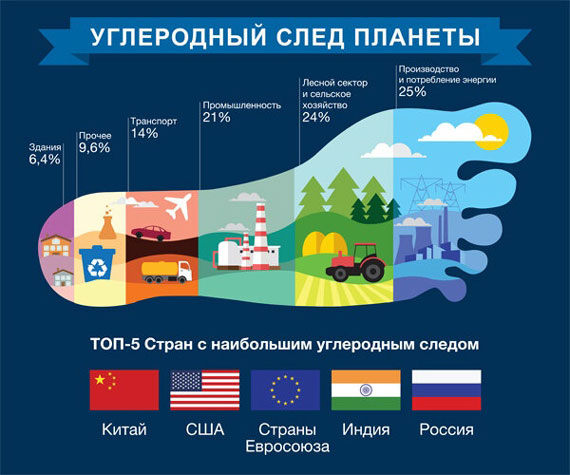 УГЛЕРОДНЫЙ СЛЕД ПЛАНЕТЫ
Здания
6,4%
Прочее
9,6%
Транспорт
14%
Промышленность
21%
Лесной сектор
и сельское
хозяйство
24%
Производство
и потребление энергии
25%
ТОП-5 Стран с наибольшим углеродным следом
Китай
США
Страны
Евросоюза
Индия
Россия